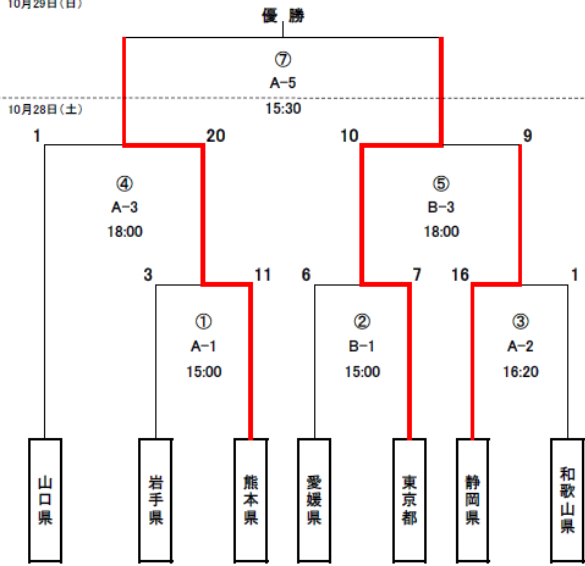 10月29日(日)
優 勝
⑦
A-5
15:30
10月28日(土)
1
20
10
9
④
A-3
18:00
⑤
B-3
18:00
3
11
6
7
16
1
①
A-1
15:00
②
B-1
15:00
③
A-2
16:20
山口県
岩手県
熊本県
愛媛県
東京都
静岡県
和歌山県